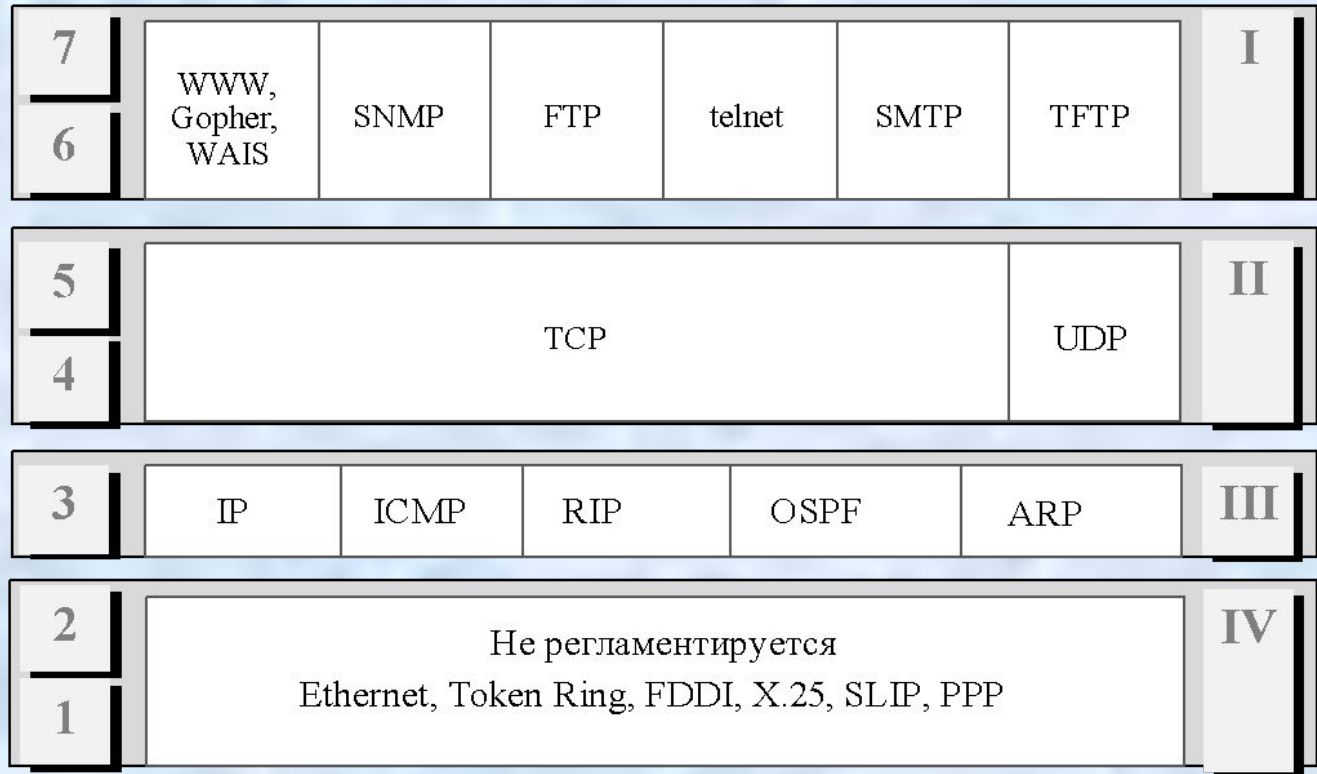 7
6
WWW,
Gopher,
WAIS
SNMP
FTP
telnet
SMTP
TFTP
I
5
4
TCP
UDP
II
3
IP
ICMP
RIP
OSPF
ARP
III
2
1
Не регламентируется
Ethernet, Token Ring, FDDI, X.25, SLIP, PPP
IV